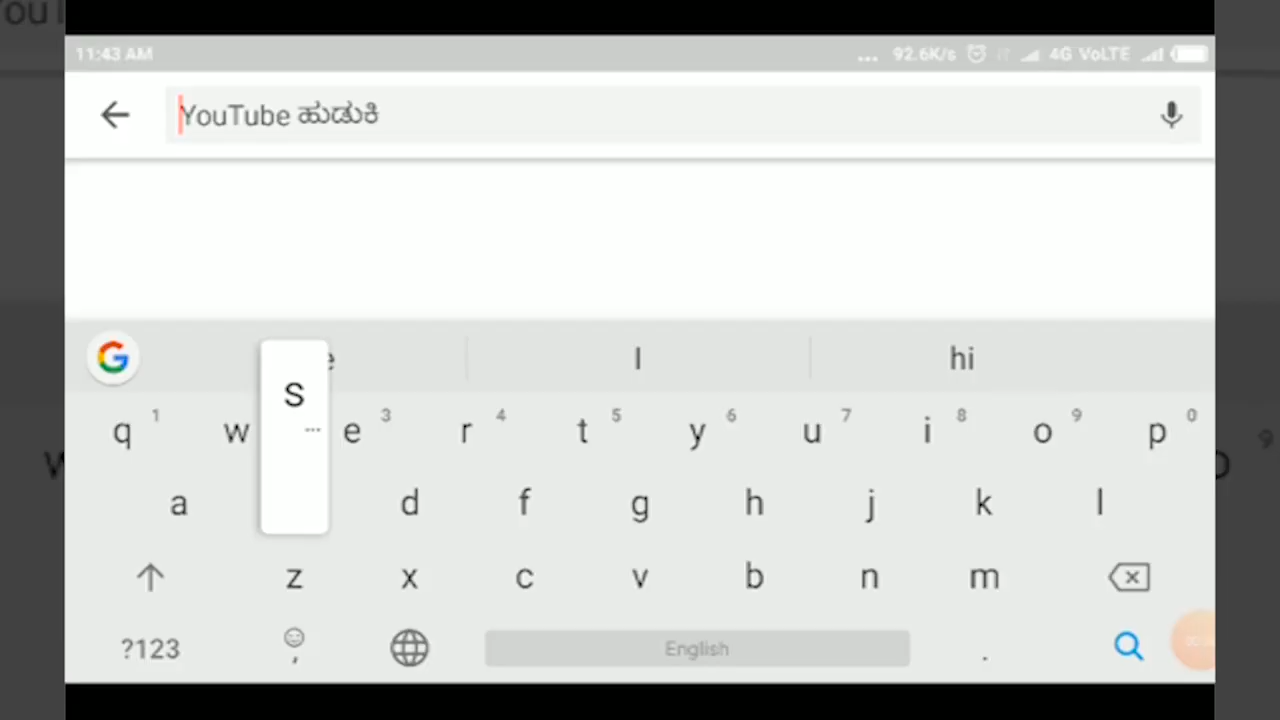 11:43 AM ... 92.6K/s 4G VoLTE
YouTube ಹುಡುಕಿ
I hi
q 1 w e 3 r 4 t 5 y 6 u 7 i 8 o 9 p 0
s ...
a d f g h j k l
z x c v b n m
?123 , English .